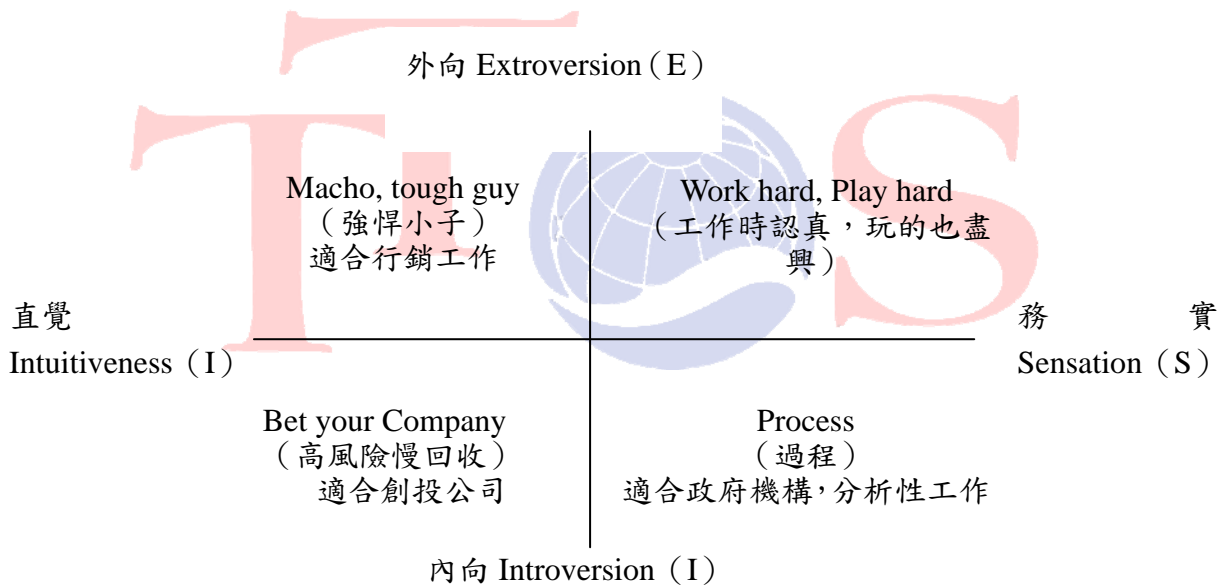 外向 Extroversion（E）
Macho, tough guy
（強悍小子）
適合行銷工作
Work hard, Play hard
（工作時認真，玩的也盡
興）
直覺
Intuitiveness（I）
務 實
Sensation（S）
Bet your Company
（高風險慢回收）
適合創投公司
Process
（過程）
適合政府機構，分析性工作
內向 Introversion（I）